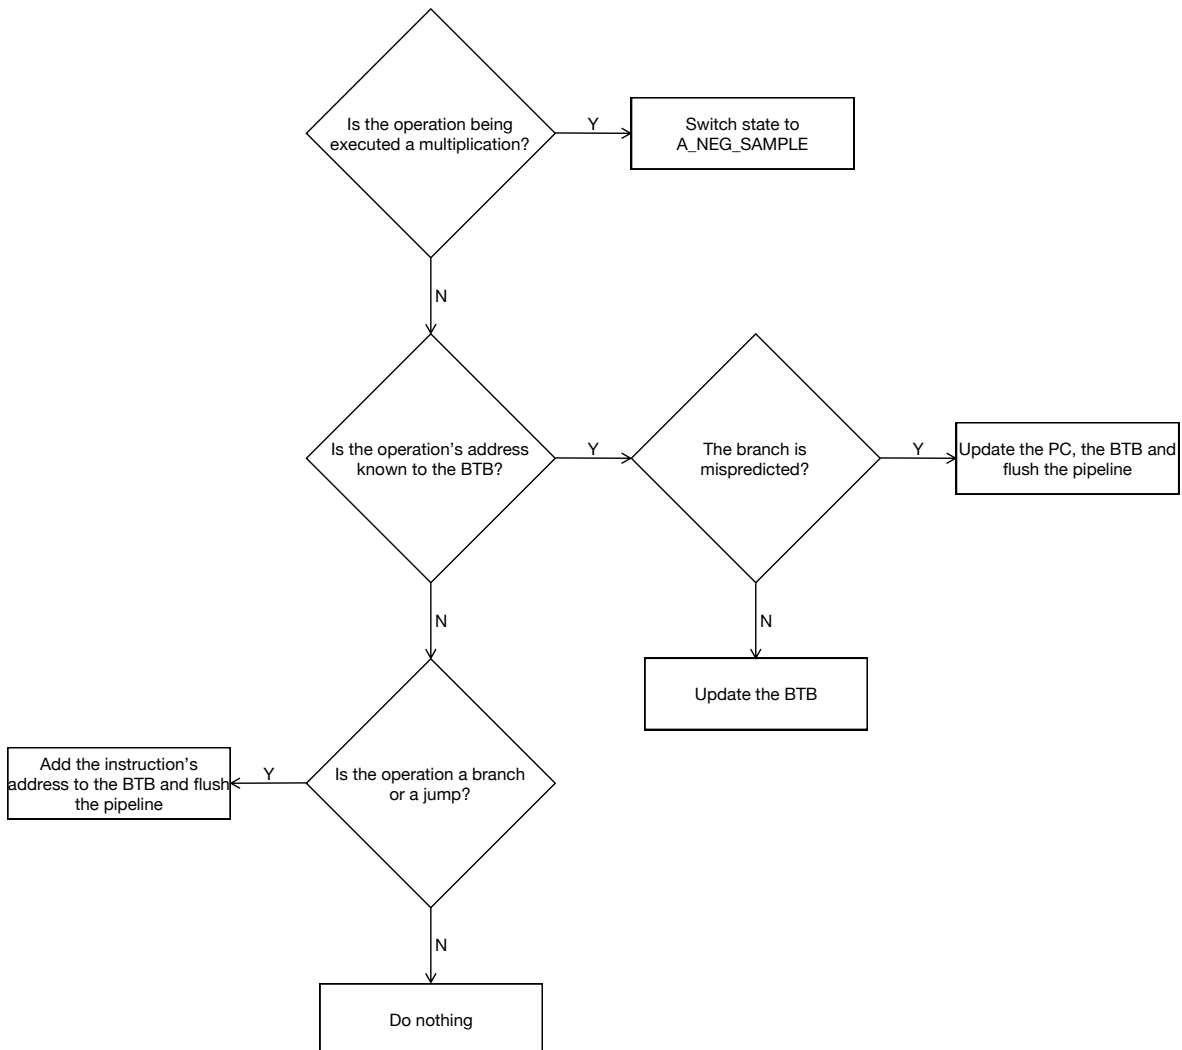 Is the operation being
executed a multiplication?
Y
Switch state to
A_NEG_SAMPLE
N
Is the operation’s address
known to the BTB?
Y
The branch is
mispredicted?
Y
Update the PC, the BTB and
flush the pipeline
N
N
Update the BTB
Add the instruction’s
address to the BTB and flush
the pipeline
Y
Is the operation a branch
or a jump?
N
Do nothing